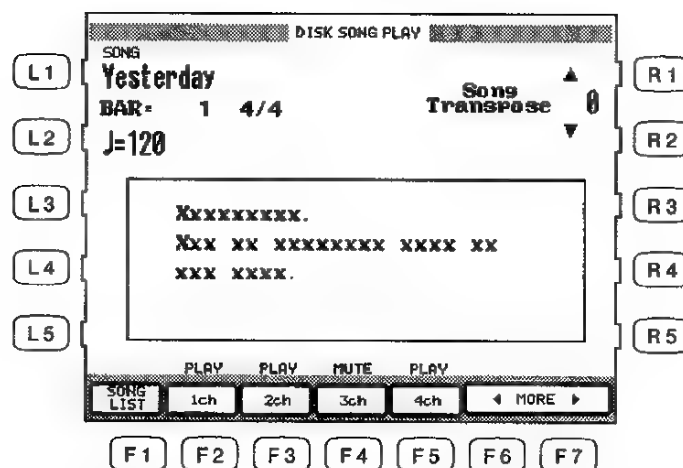 DISK SONG PLAY
SONG
Yesterday
BAR= 1 4/4
♩=120
Song
Transpose
▲
0
▼
Xxxxxxxxx.
Xxx xx xxxxxxxx xxxx xx
xxx xxxx.
PLAY PLAY MUTE PLAY
SONG
LIST
1ch 2ch 3ch 4ch ◀ MORE ▶
L1
L2
L3
L4
L5
R1
R2
R3
R4
R5
F1 F2 F3 F4 F5 F6 F7